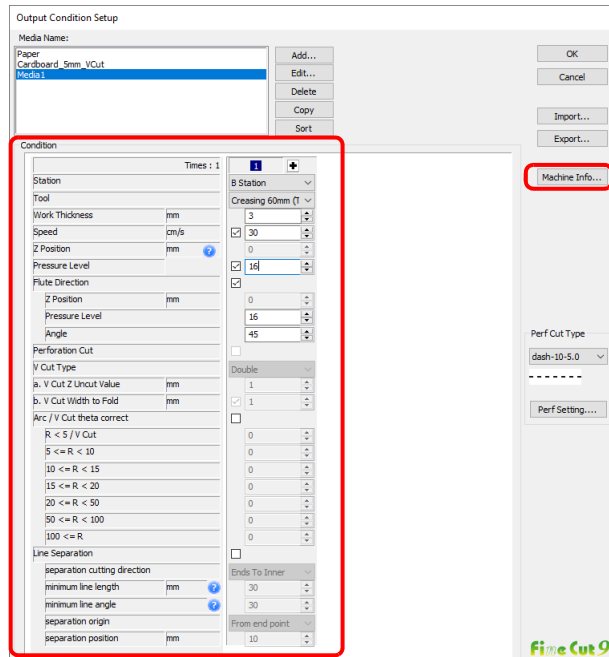 Output Condition Setup
Media Name:
Paper
Cardboard_5mm_VCut
Media1
Add...
Edit...
Delete
Copy
Sort
OK
Cancel
Import...
Export...
Machine Info...
Condition
Times : 1 1
Station B Station
Tool Creasing 60mm (T
Work Thickness mm 3
Speed cm/s 30
Z Position mm ? 0
Pressure Level 16
Flute Direction
Z Position mm 0
Pressure Level 16
Angle 45
Perforation Cut
V Cut Type Double
a. V Cut Z Uncut Value mm 1
b. V Cut Width to Fold mm 1
Arc / V Cut theta correct
R < 5 / V Cut 0
5 <= R < 10 0
10 <= R < 15 0
15 <= R < 20 0
20 <= R < 50 0
50 <= R < 100 0
100 <= R 0
Line Separation
separation cutting direction Ends To Inner
minimum line length mm ? 30
minimum line angle ? 30
separation origin From end point
separation position mm 10
Perf Cut Type
dash-10-5.0
Perf Setting....
Fine Cut 9